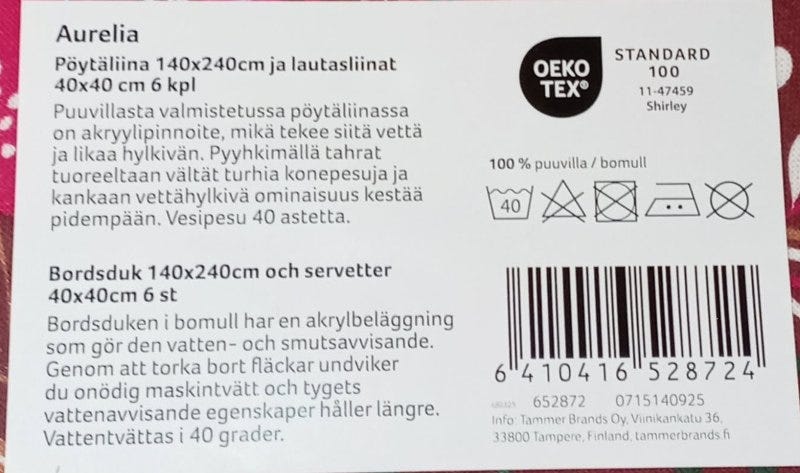 Aurelia
Pöytäliina 140x240cm ja lautasliinat
40x40 cm 6 kpl
Puuvillasta valmistetussa pöytäliinassa
on akryylipinnoite, mikä tekee siitä vettä
ja likaa hylkivän. Pyyhkimällä tahrat
tuoreeltaan vältät turhia konepesuja ja
kankaan vettähylkivä ominaisuus kestää
pidempään. Vesipesu 40 astetta.
Bordsduk 140x240cm och servetter
40x40cm 6 st
Bordsduken i bomull har en akrylbeläggning
som gör den vatten- och smutsavvisande.
Genom att torka bort fläckar undviker
du onödig maskintvätt och tygets
vattenavvisande egenskaper håller längre.
Vattentvättas i 40 grader.
OEKO
TEX®
STANDARD
100
11-47459
Shirley
100 % puuvilla / bomull
40
6 410416 528724
652872 0715140925
Info: Tammer Brands Oy, Viinikankatu 36,
33800 Tampere, Finland, tammerbrands.fi